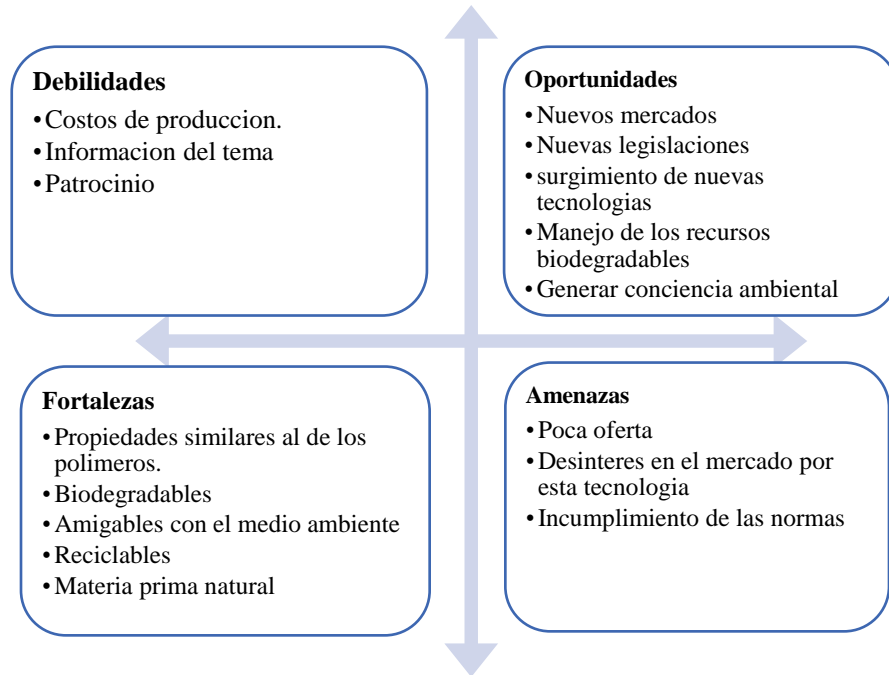 Debilidades
•Costos de produccion.
•Informacion del tema
•Patrocinio
Oportunidades
•Nuevos mercados
•Nuevas legislaciones
•surgimiento de nuevas
tecnologias
•Manejo de los recursos
biodegradables
•Generar conciencia ambiental
Fortalezas
•Propiedades similares al de los
polimeros.
•Biodegradables
•Amigables con el medio ambiente
•Reciclables
•Materia prima natural
Amenazas
•Poca oferta
•Desinteres en el mercado por
esta tecnologia
•Incumplimiento de las normas